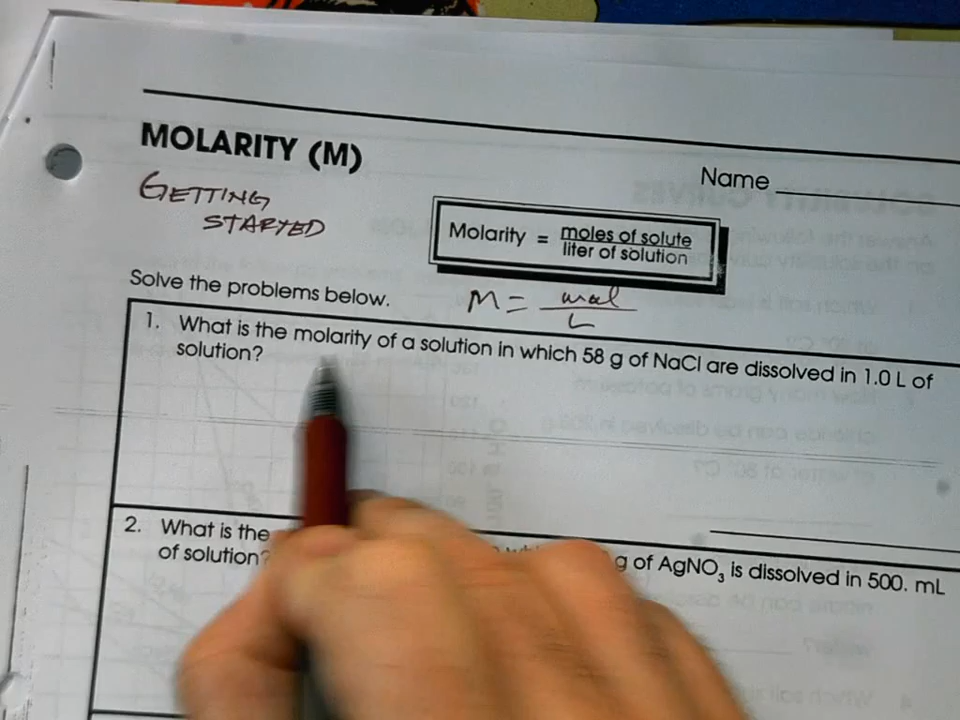 MOLARITY (M)
Name
GETTING
STARTED
Molarity = moles of solute
liter of solution
Solve the problems below.
M = mol
L
1. What is the molarity of a solution in which 58 g of NaCl are dissolved in 1.0 L of
solution?
2. What is the g of AgNO₃ is dissolved in 500. mL
of solution?